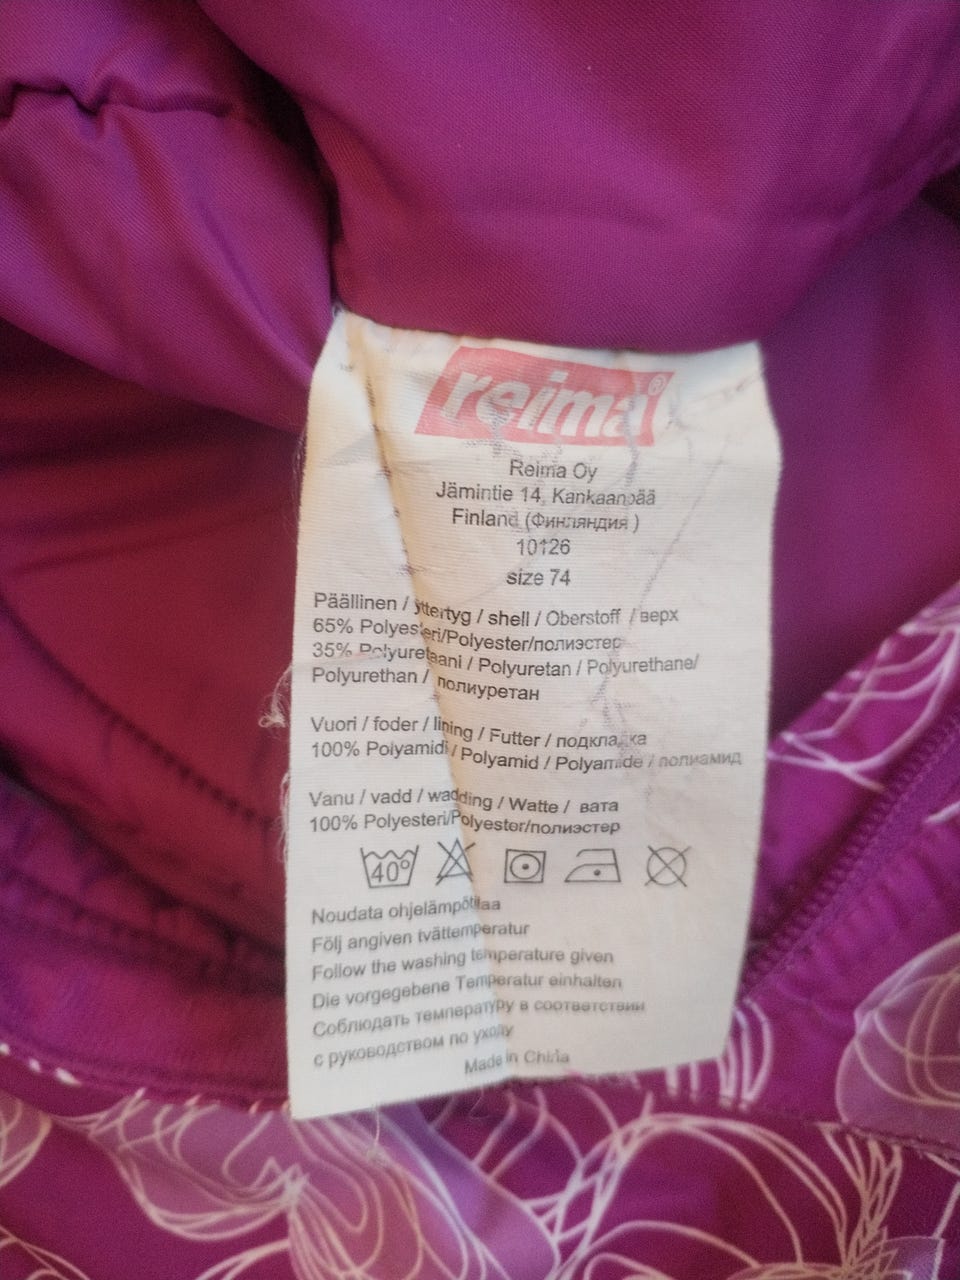 reima®
Reima Oy
Jämintie 14, Kankaanpää
Finland (Финляндия )
10126
size 74
Päällinen / yttertyg / shell / Oberstoff / верх
65% Polyesteri/Polyester/полиэстер
35% Polyuretaani / Polyuretan / Polyurethane/
Polyurethan / полиуретан
Vuori / foder / lining / Futter / подкладка
100% Polyamidi / Polyamid / Polyamide / полиамид
Vanu / vadd / wadding / Watte / вата
100% Polyesteri/Polyester/полиэстер
40°
Noudata ohjelämpötilaa
Följ angiven tvättemperatur
Follow the washing temperature given
Die vorgegebene Temperatur einhalten
Соблюдать температуру в соответствии
с руководством по уходу
Made in China